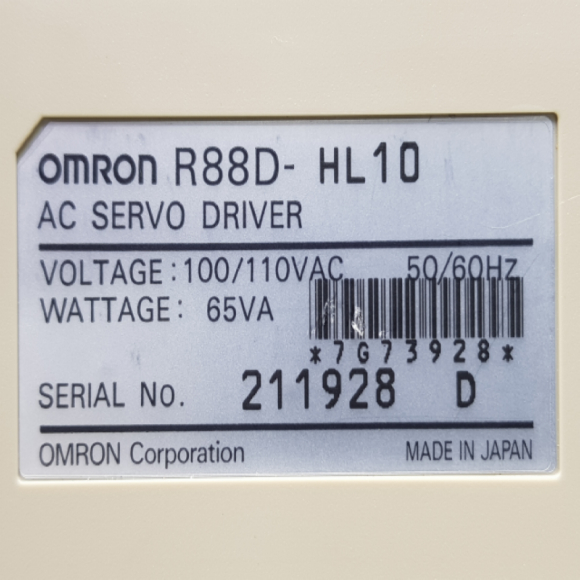 OMRON R88D- HL10
AC SERVO DRIVER
VOLTAGE: 100/110VAC 50/60Hz
WATTAGE: 65VA
*7G73928*
SERIAL No. 211928 D
OMRON Corporation MADE IN JAPAN